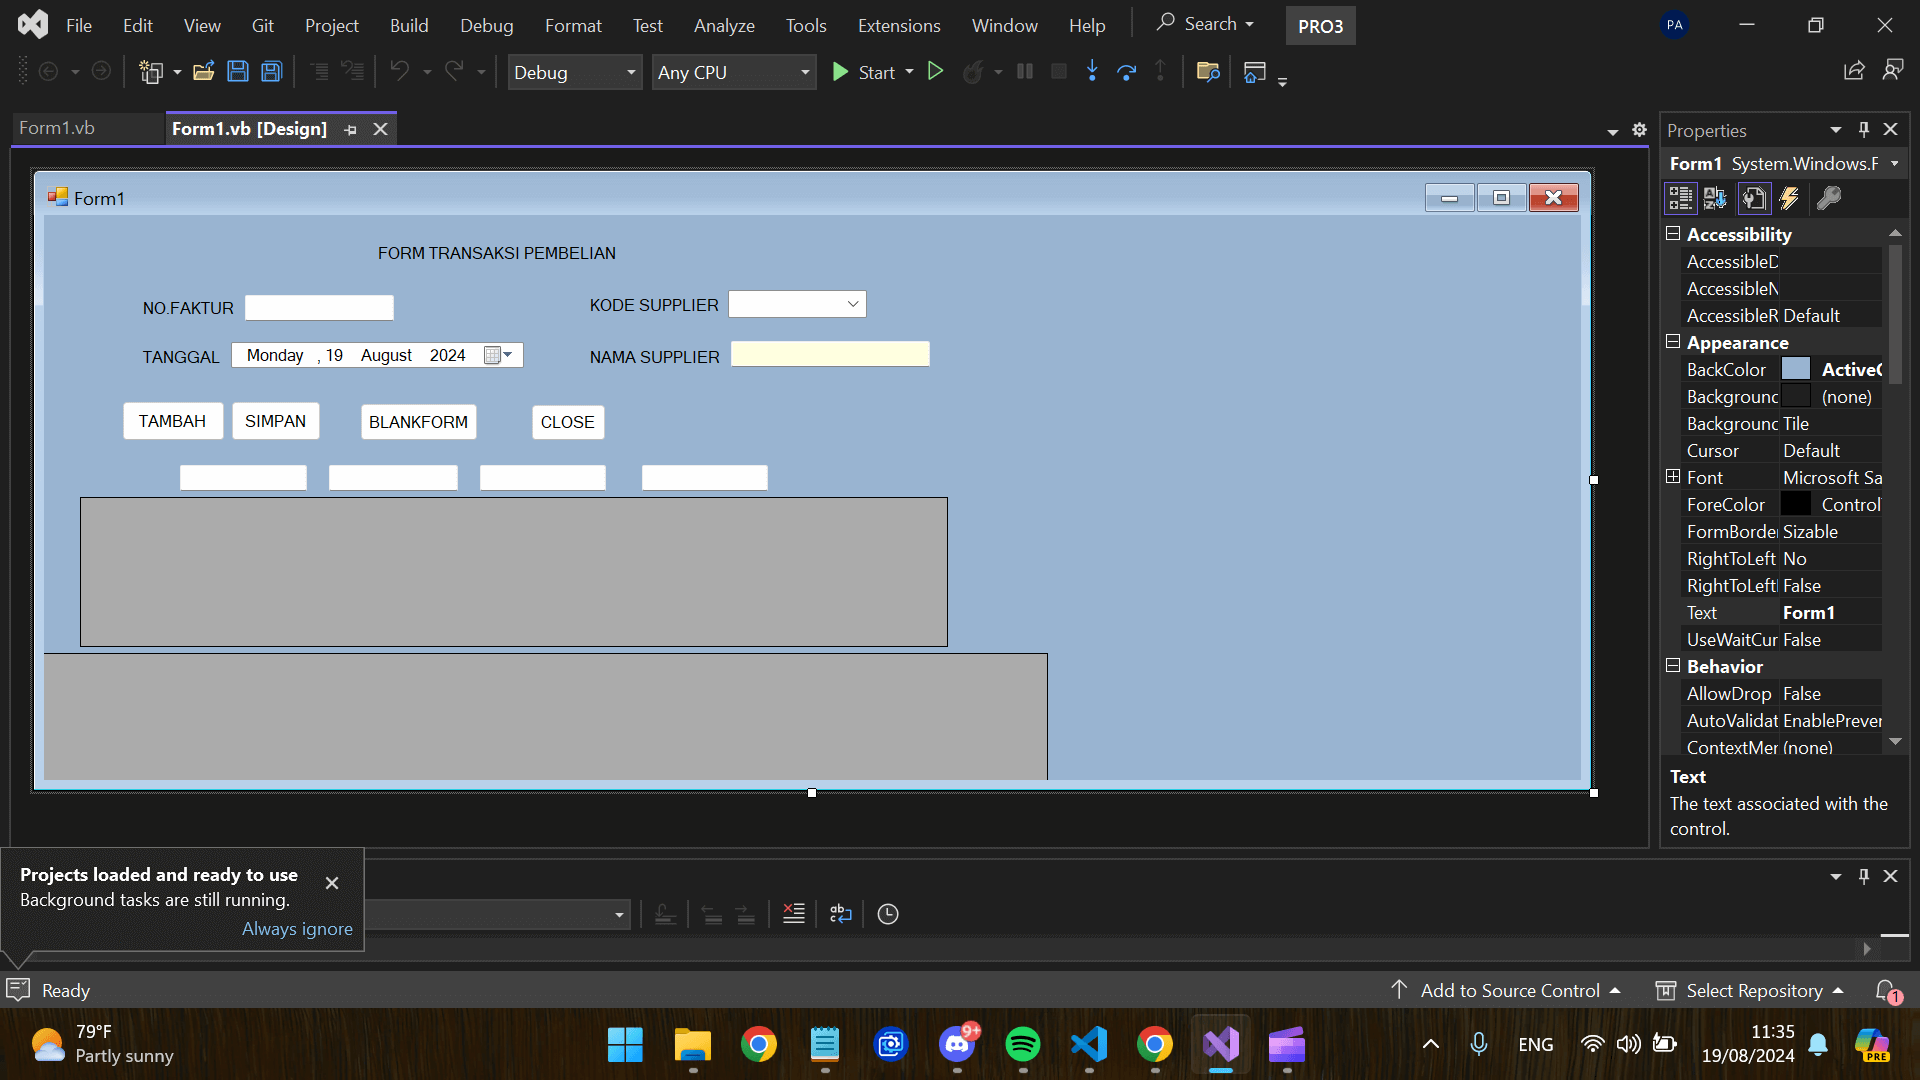 File Edit View Git Project Build Debug Format Test Analyze Tools Extensions Window Help Search PRO3 PA
Debug Any CPU Start
Form1.vb Form1.vb [Design]
Form1
FORM TRANSAKSI PEMBELIAN
NO.FAKTUR KODE SUPPLIER
TANGGAL Monday , 19 August 2024 NAMA SUPPLIER
TAMBAH SIMPAN BLANKFORM CLOSE
Properties
Form1 System.Windows.F
Accessibility
AccessibleD
AccessibleN
AccessibleR Default
Appearance
BackColor ActiveC
Background (none)
Background Tile
Cursor Default
Font Microsoft Sa
ForeColor Control
FormBorder Sizable
RightToLeft No
RightToLeft False
Text Form1
UseWaitCur False
Behavior
AllowDrop False
AutoValidat EnablePrever
ContextMer (none)
Text
The text associated with the
control.
Projects loaded and ready to use
Background tasks are still running.
Always ignore
Ready Add to Source Control Select Repository 1
79°F
Partly sunny
9+
ENG
11:35
19/08/2024
PRE